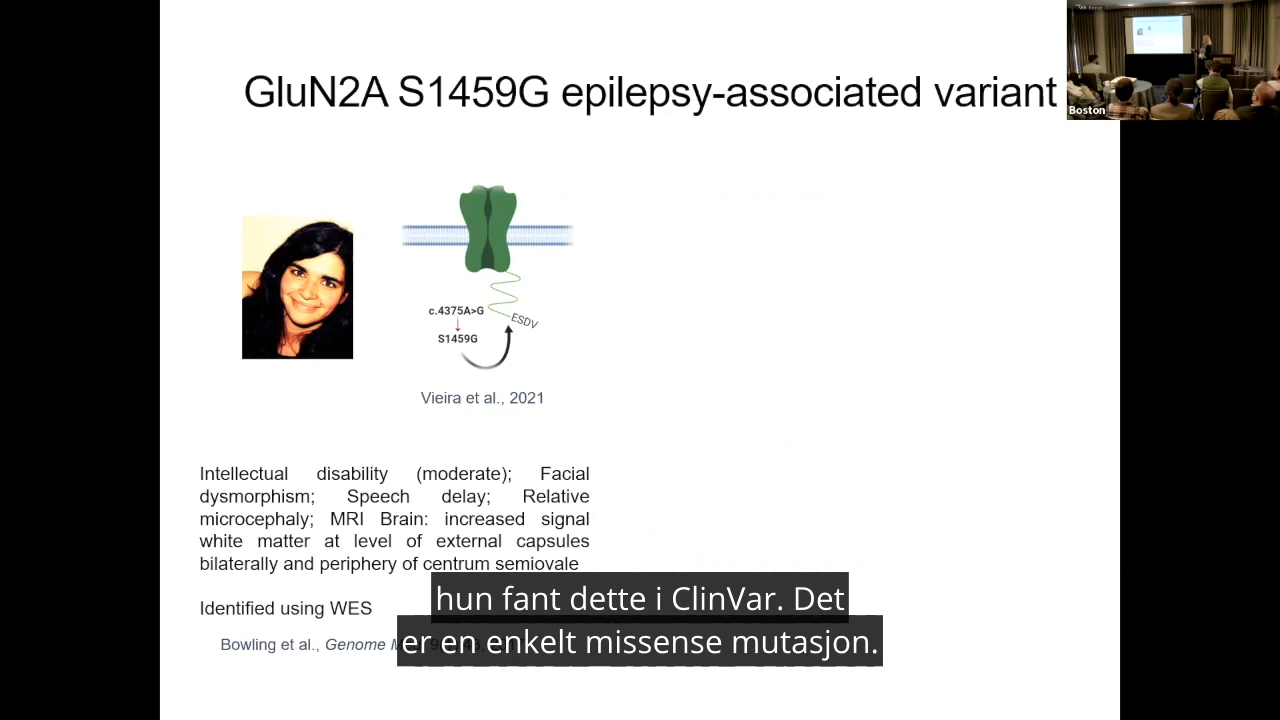 GluN2A S1459G epilepsy-associated variant
Boston
c.4375A>G
S1459G
ESDV
Vieira et al., 2021
Intellectual disability (moderate); Facial
dysmorphism; Speech delay; Relative
microcephaly; MRI Brain: increased signal
white matter at level of external capsules
bilaterally and periphery of centrum semiovale
Identified using WES
Bowling et al., Genome
hun fant dette i ClinVar. Det
er en enkelt missense mutasjon.